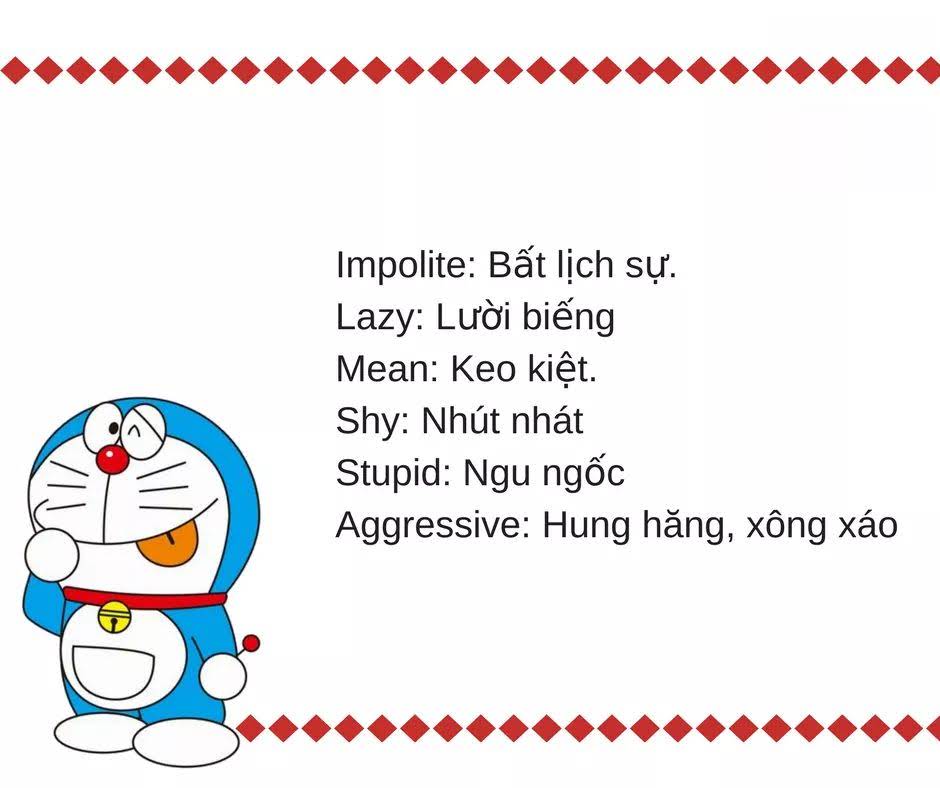 Impolite: Bất lịch sự.
Lazy: Lười biếng
Mean: Keo kiệt.
Shy: Nhút nhát
Stupid: Ngu ngốc
Aggressive: Hung hăng, xông xáo